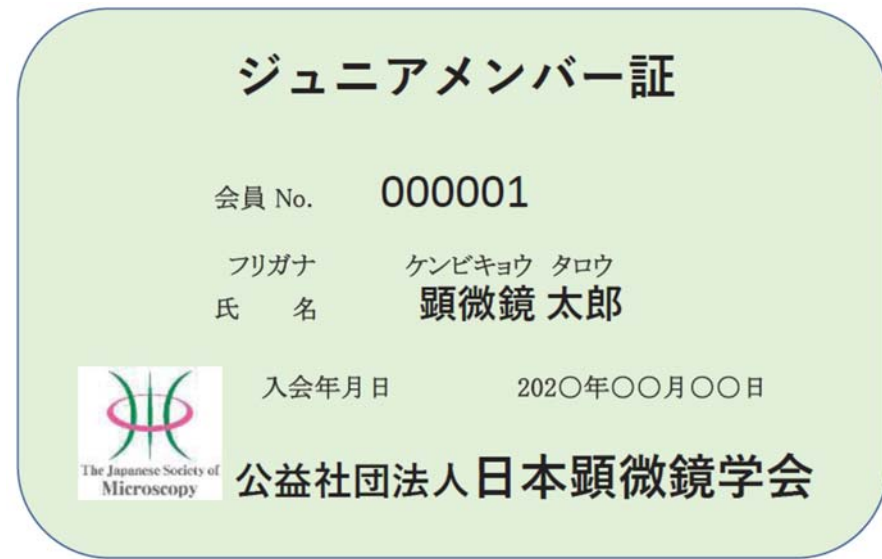 ジュニアメンバー証
会員 No. 000001
フリガナ ケンビキョウ タロウ
氏 名 顕微鏡 太郎
入会年月日 202〇年〇〇月〇〇日
The Japanese Society of
Microscopy
公益社団法人日本顕微鏡学会